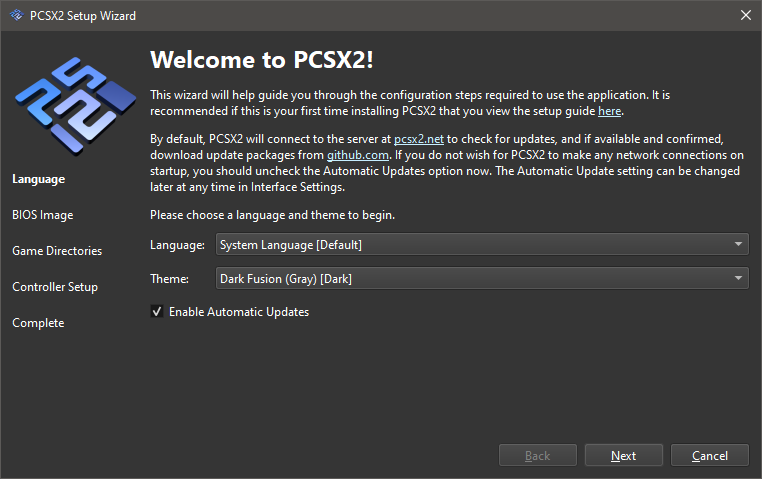 PCSX2 Setup Wizard
Welcome to PCSX2!
This wizard will help guide you through the configuration steps required to use the application. It is
recommended if this is your first time installing PCSX2 that you view the setup guide here.
By default, PCSX2 will connect to the server at pcsx2.net to check for updates, and if available and confirmed,
download update packages from github.com. If you do not wish for PCSX2 to make any network connections on
startup, you should uncheck the Automatic Updates option now. The Automatic Update setting can be changed
later at any time in Interface Settings.
Please choose a language and theme to begin.
Language
BIOS Image
Game Directories
Controller Setup
Complete
Language: System Language [Default]
Theme: Dark Fusion (Gray) [Dark]
Enable Automatic Updates
Back Next Cancel